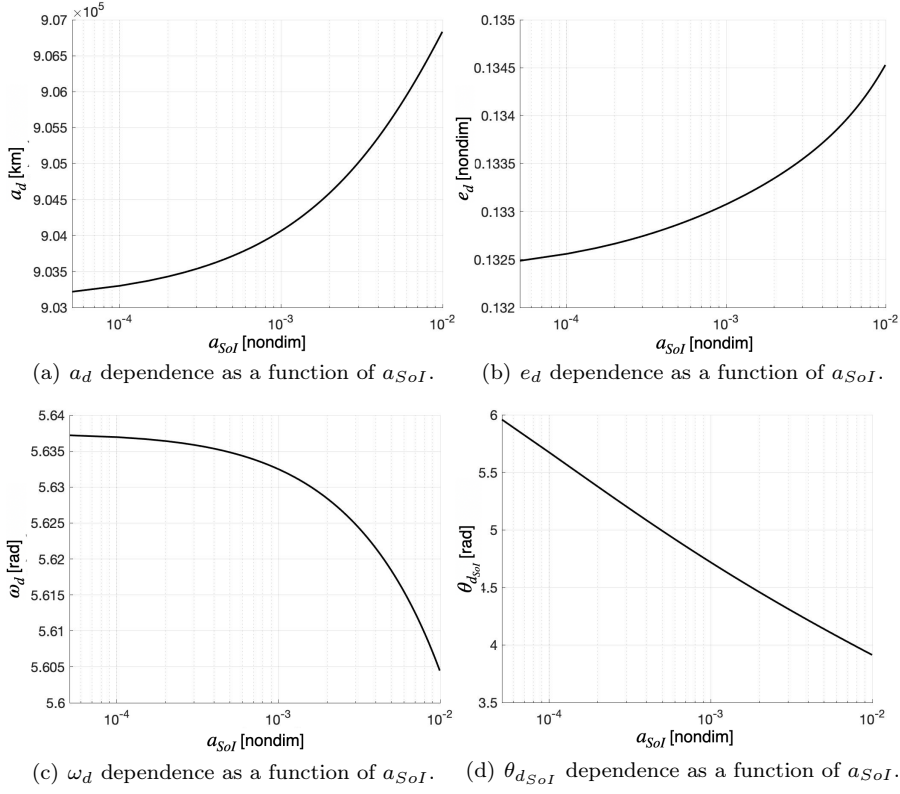 ×10⁵
9.07
9.065
9.06
9.055
9.05
9.045
9.04
9.035
9.03
a_d [km]
10⁻⁴ 10⁻³ 10⁻²
a_SoI [nondim]
(a) a_d dependence as a function of a_SoI.
0.135
0.1345
0.134
0.1335
0.133
0.1325
0.132
e_d [nondim]
10⁻⁴ 10⁻³ 10⁻²
a_SoI [nondim]
(b) e_d dependence as a function of a_SoI.
5.64
5.635
5.63
5.625
5.62
5.615
5.61
5.605
5.6
ω_d [rad]
10⁻⁴ 10⁻³ 10⁻²
a_SoI [nondim]
(c) ω_d dependence as a function of a_SoI.
6
5.5
5
4.5
4
3.5
θ_d_SoI [rad]
10⁻⁴ 10⁻³ 10⁻²
a_SoI [nondim]
(d) θ_d_SoI dependence as a function of a_SoI.